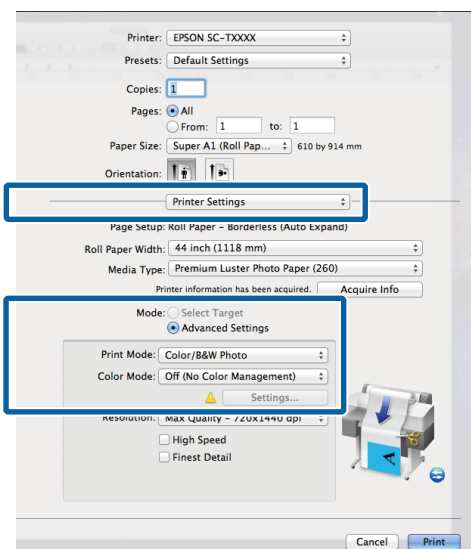 Printer: EPSON SC-TXXXX
Presets: Default Settings
Copies: 1
Pages: All
From: 1 to: 1
Paper Size: Super A1 (Roll Pap... 610 by 914 mm
Orientation:
Printer Settings
Page Setup: Roll Paper - Borderless (Auto Expand)
Roll Paper Width: 44 inch (1118 mm)
Media Type: Premium Luster Photo Paper (260)
Printer information has been acquired. Acquire Info
Mode: Select Target
Advanced Settings
Print Mode: Color/B&W Photo
Color Mode: Off (No Color Management)
Settings...
Resolution: Max Quality - 720x1440 dpi
High Speed
Finest Detail
A
Cancel Print